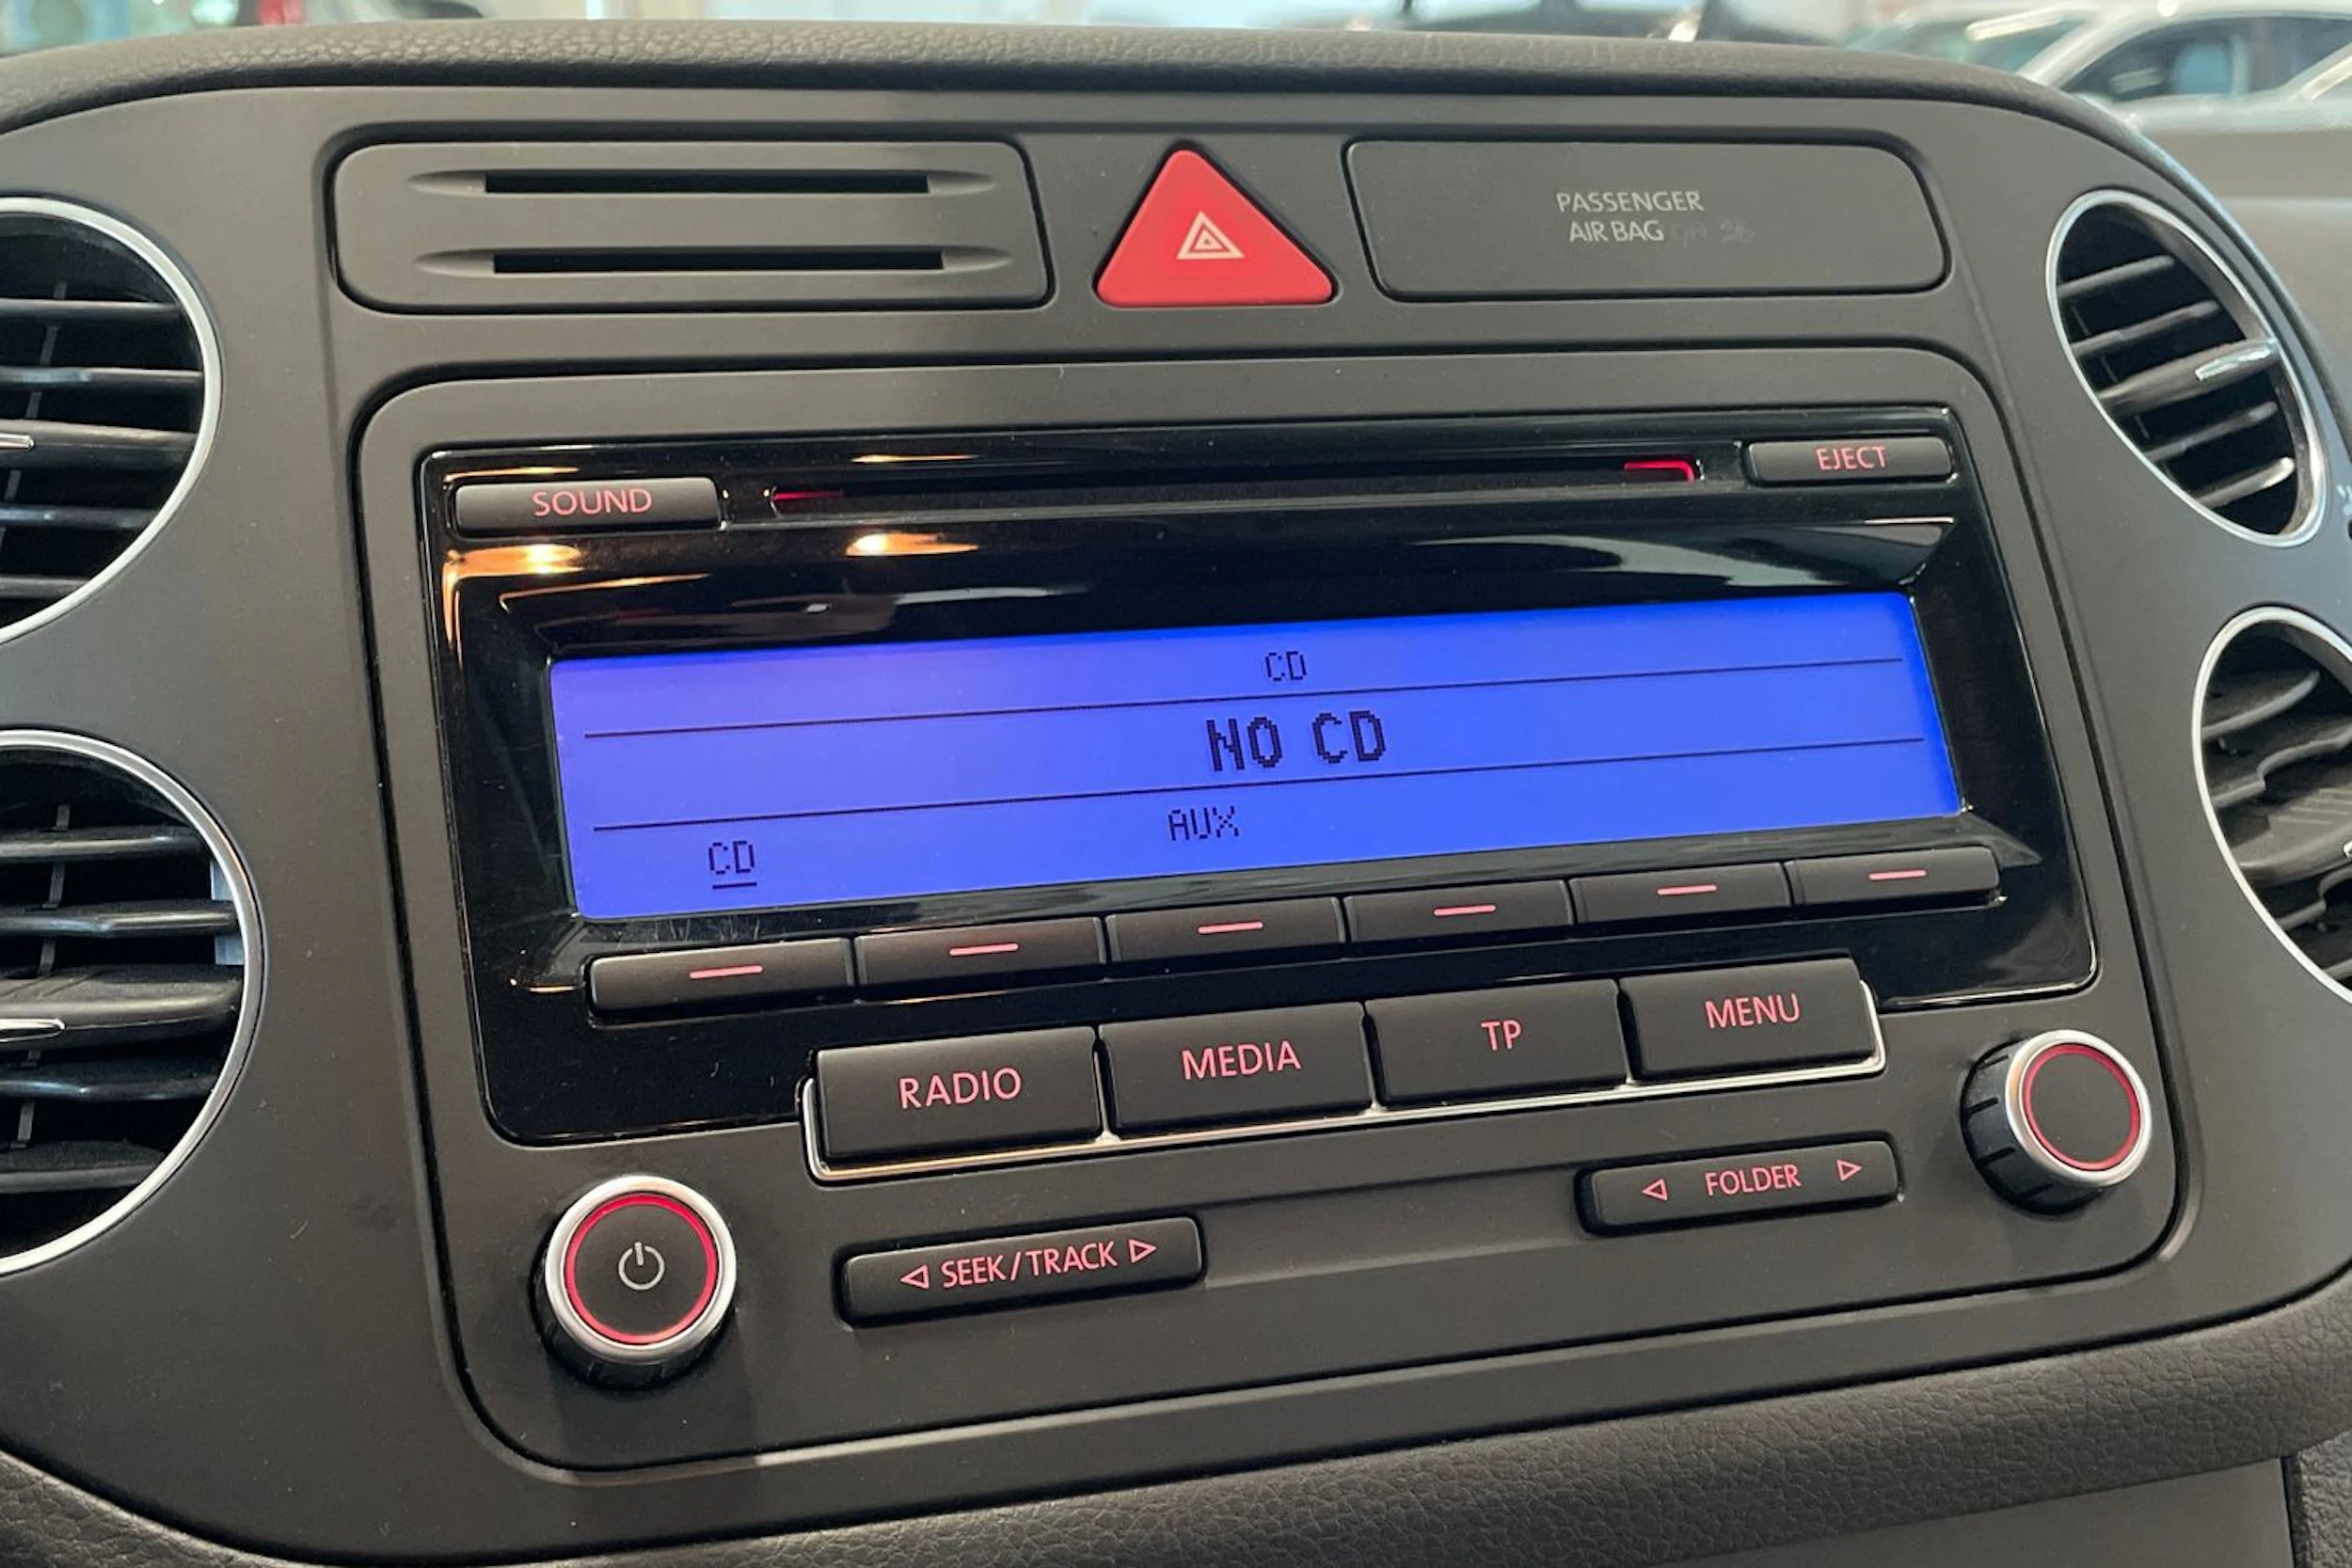 PASSENGER
AIR BAG
SOUND
EJECT
CD
NO CD
CD AUX
RADIO MEDIA TP MENU
FOLDER
SEEK/TRACK